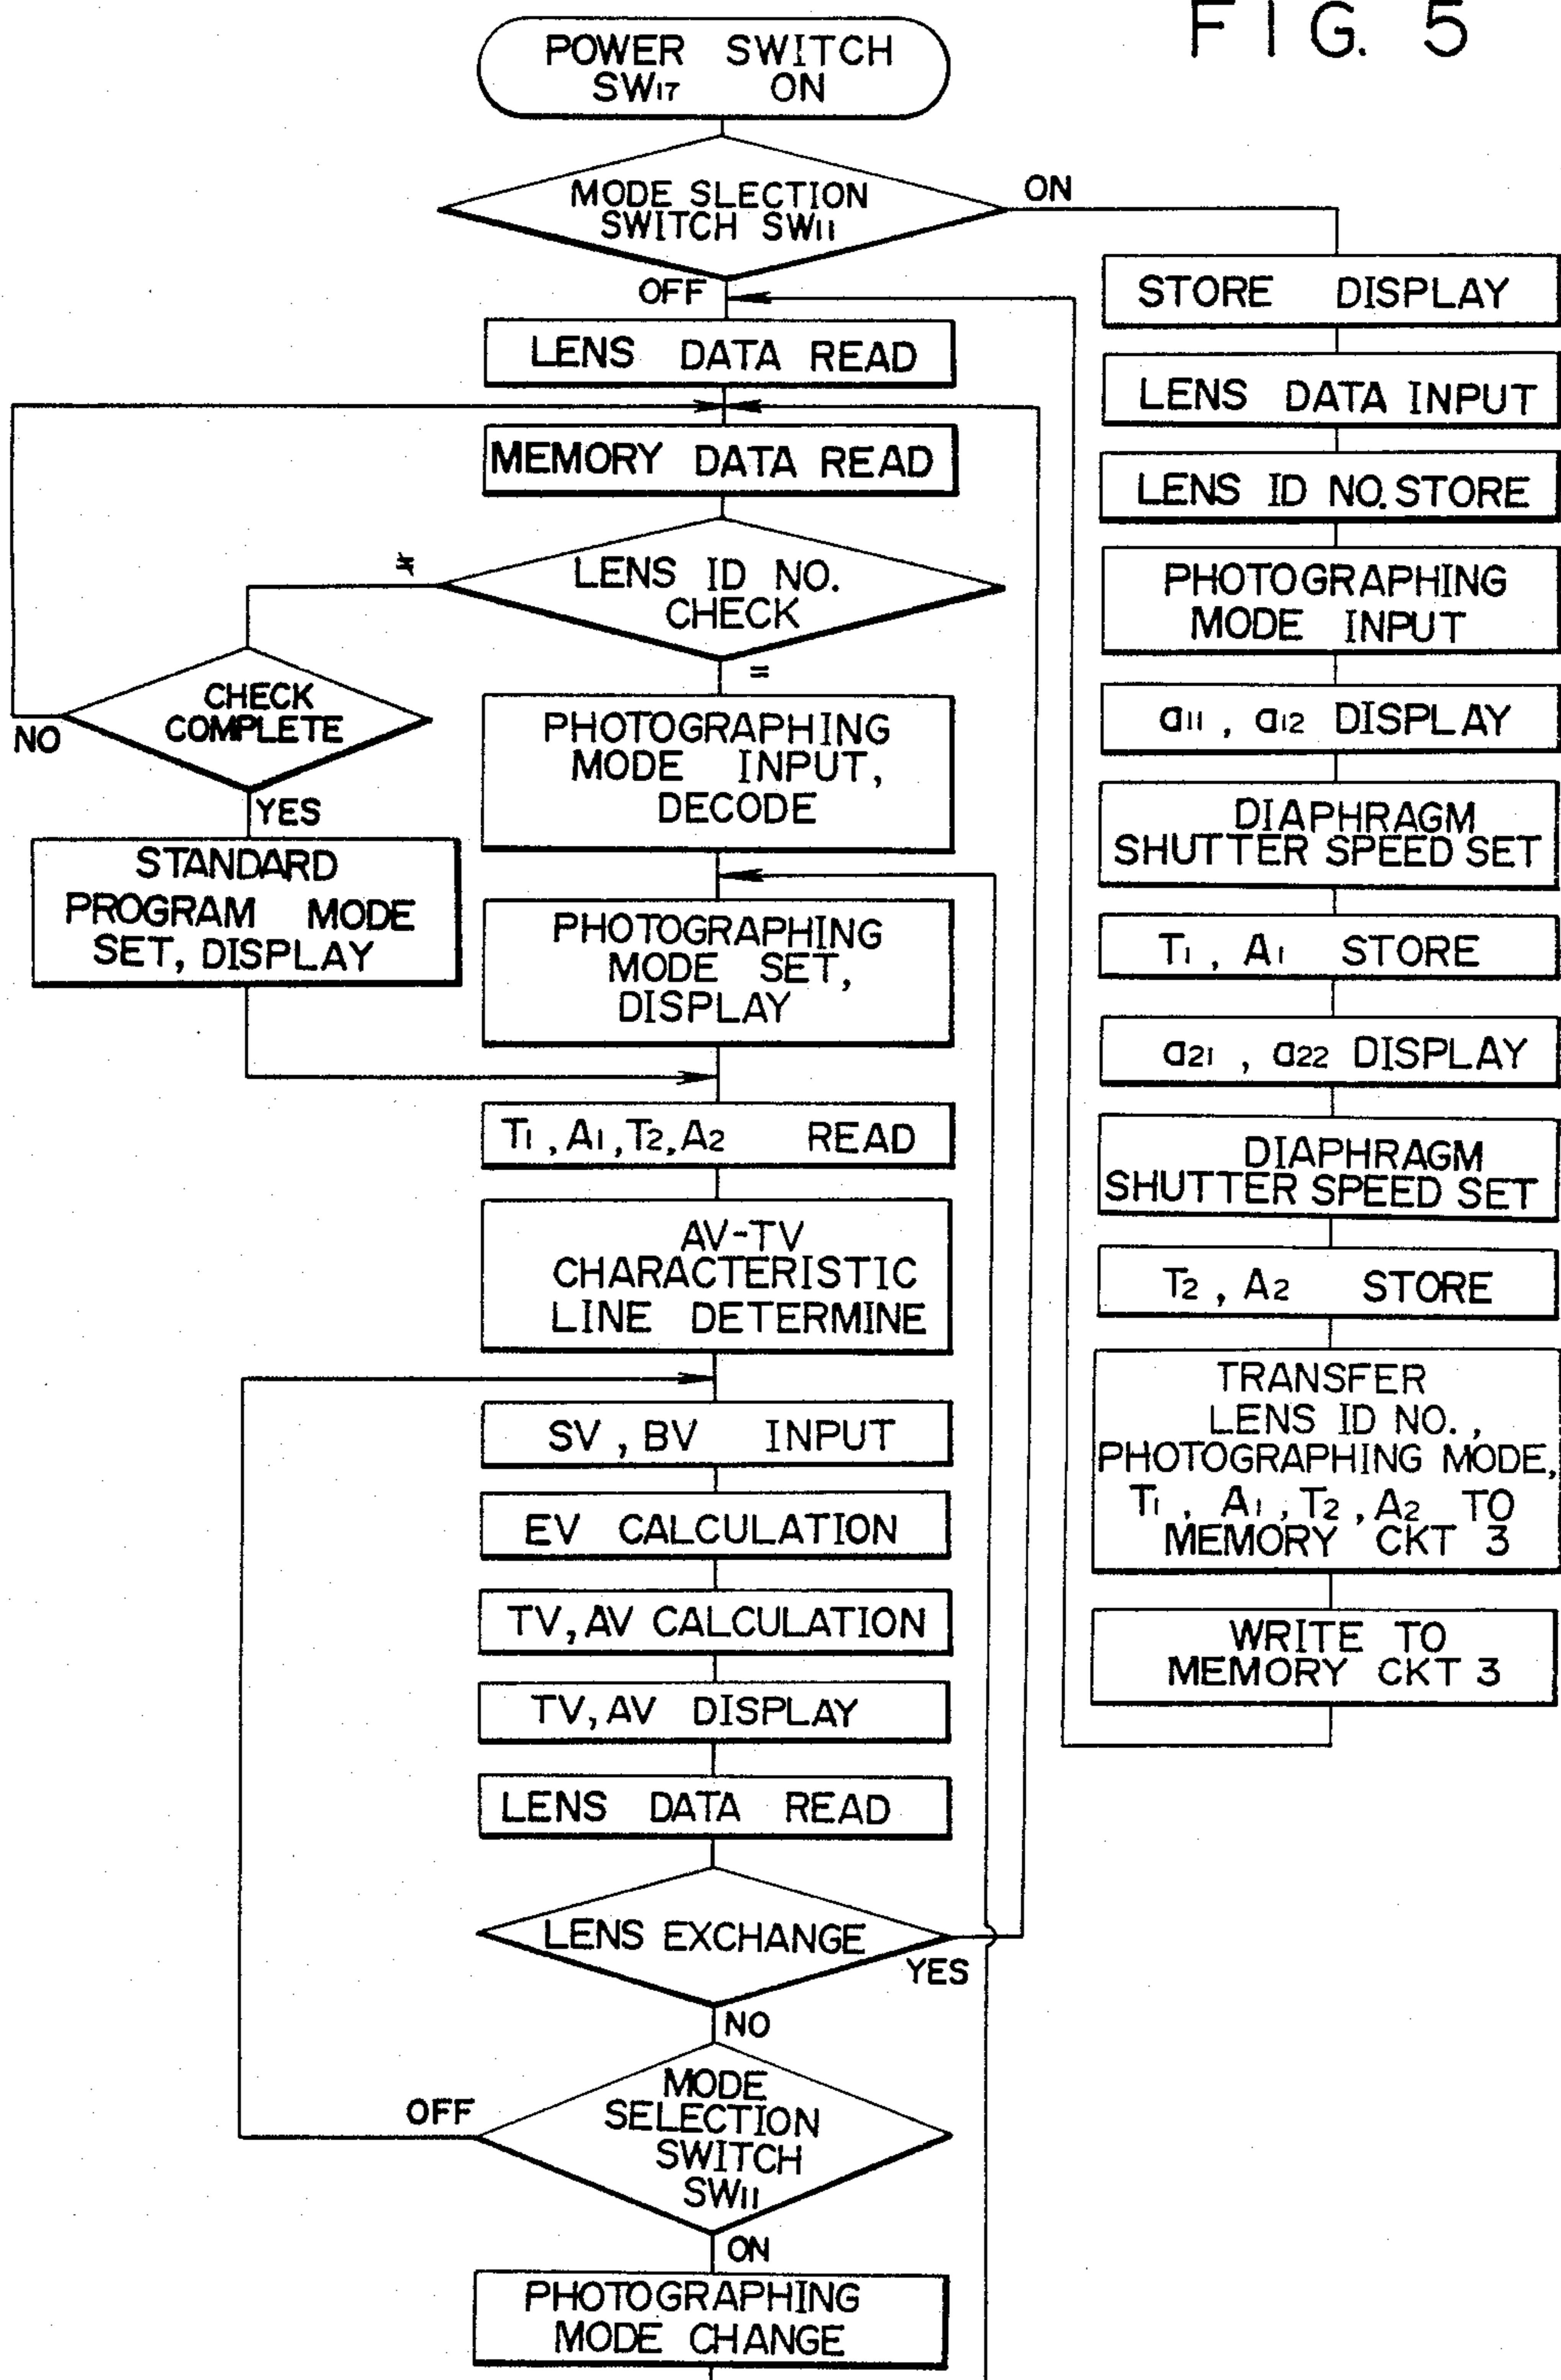 FIG. 5
POWER SWITCH
SW17 ON
MODE SLECTION
SWITCH SW11
ON
OFF
LENS DATA READ
MEMORY DATA READ
LENS ID NO.
CHECK
≠
=
CHECK
COMPLETE
NO
YES
STANDARD
PROGRAM MODE
SET, DISPLAY
PHOTOGRAPHING
MODE INPUT,
DECODE
PHOTOGRAPHING
MODE SET,
DISPLAY
T1, A1, T2, A2 READ
AV-TV
CHARACTERISTIC
LINE DETERMINE
SV, BV INPUT
EV CALCULATION
TV, AV CALCULATION
TV, AV DISPLAY
LENS DATA READ
LENS EXCHANGE
YES
NO
MODE
SELECTION
SWITCH
SW11
OFF
ON
PHOTOGRAPHING
MODE CHANGE
STORE DISPLAY
LENS DATA INPUT
LENS ID NO. STORE
PHOTOGRAPHING
MODE INPUT
a11, a12 DISPLAY
DIAPHRAGM
SHUTTER SPEED SET
T1, A1 STORE
a21, a22 DISPLAY
DIAPHRAGM
SHUTTER SPEED SET
T2, A2 STORE
TRANSFER
LENS ID NO.,
PHOTOGRAPHING MODE,
T1, A1, T2, A2 TO
MEMORY CKT 3
WRITE TO
MEMORY CKT 3